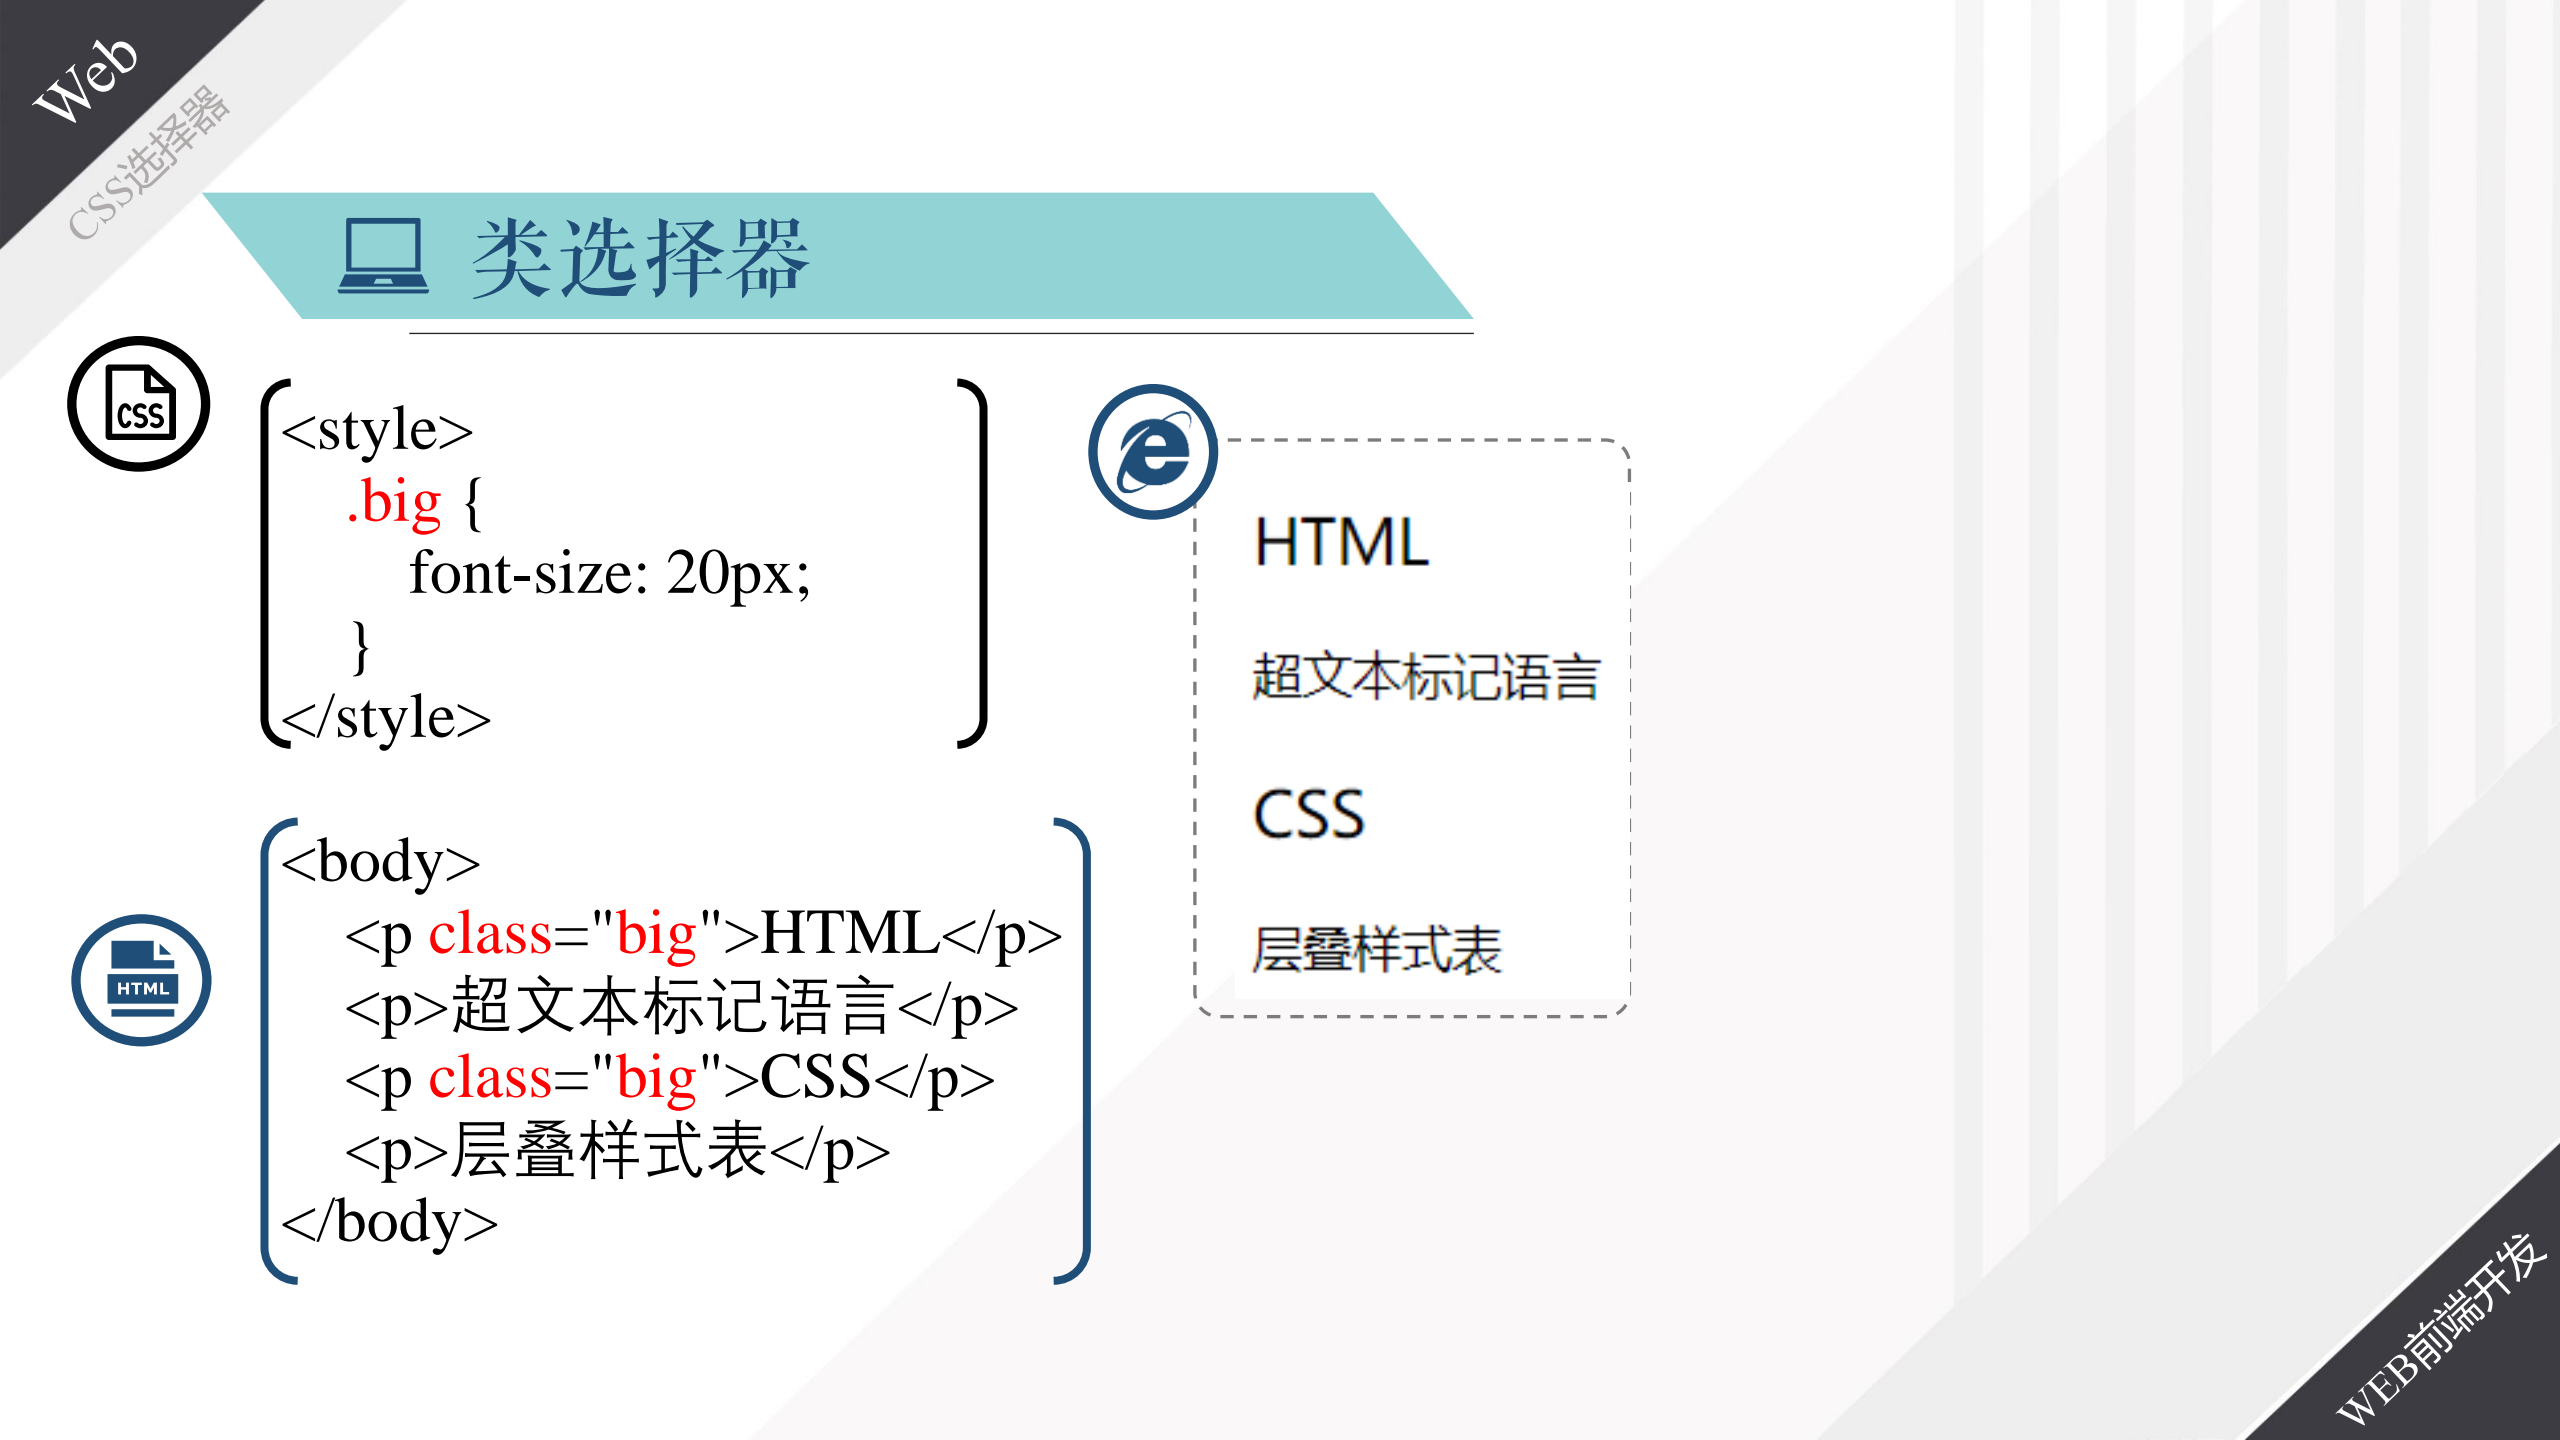 Web
CSS选择器
类选择器
CSS
<style>
    .big {
        font-size: 20px;
    }
</style>
HTML
超文本标记语言
CSS
层叠样式表
HTML
<body>
    <p class="big">HTML</p>
    <p>超文本标记语言</p>
    <p class="big">CSS</p>
    <p>层叠样式表</p>
</body>
WEB前端开发